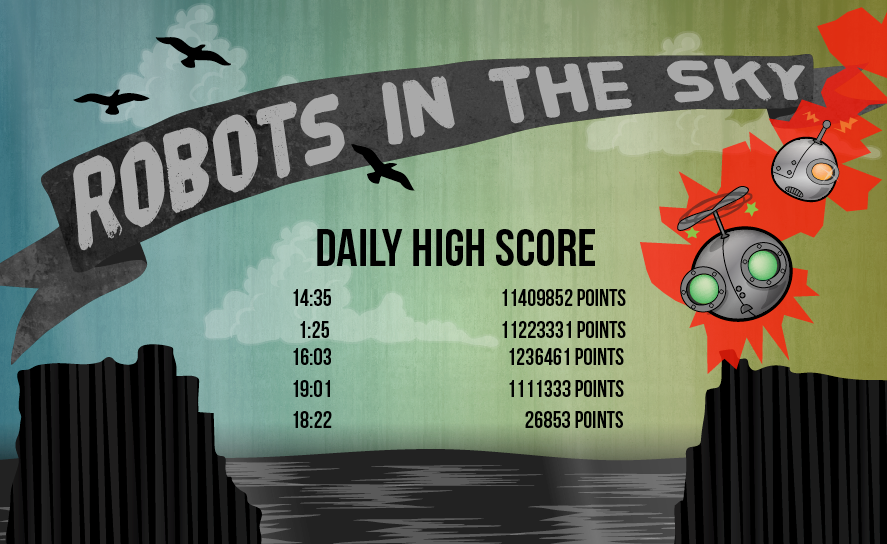 ROBOTS IN THE SKY
DAILY HIGH SCORE
14:35 11409852 POINTS
1:25 11223331 POINTS
16:03 1236461 POINTS
19:01 1111333 POINTS
18:22 26853 POINTS